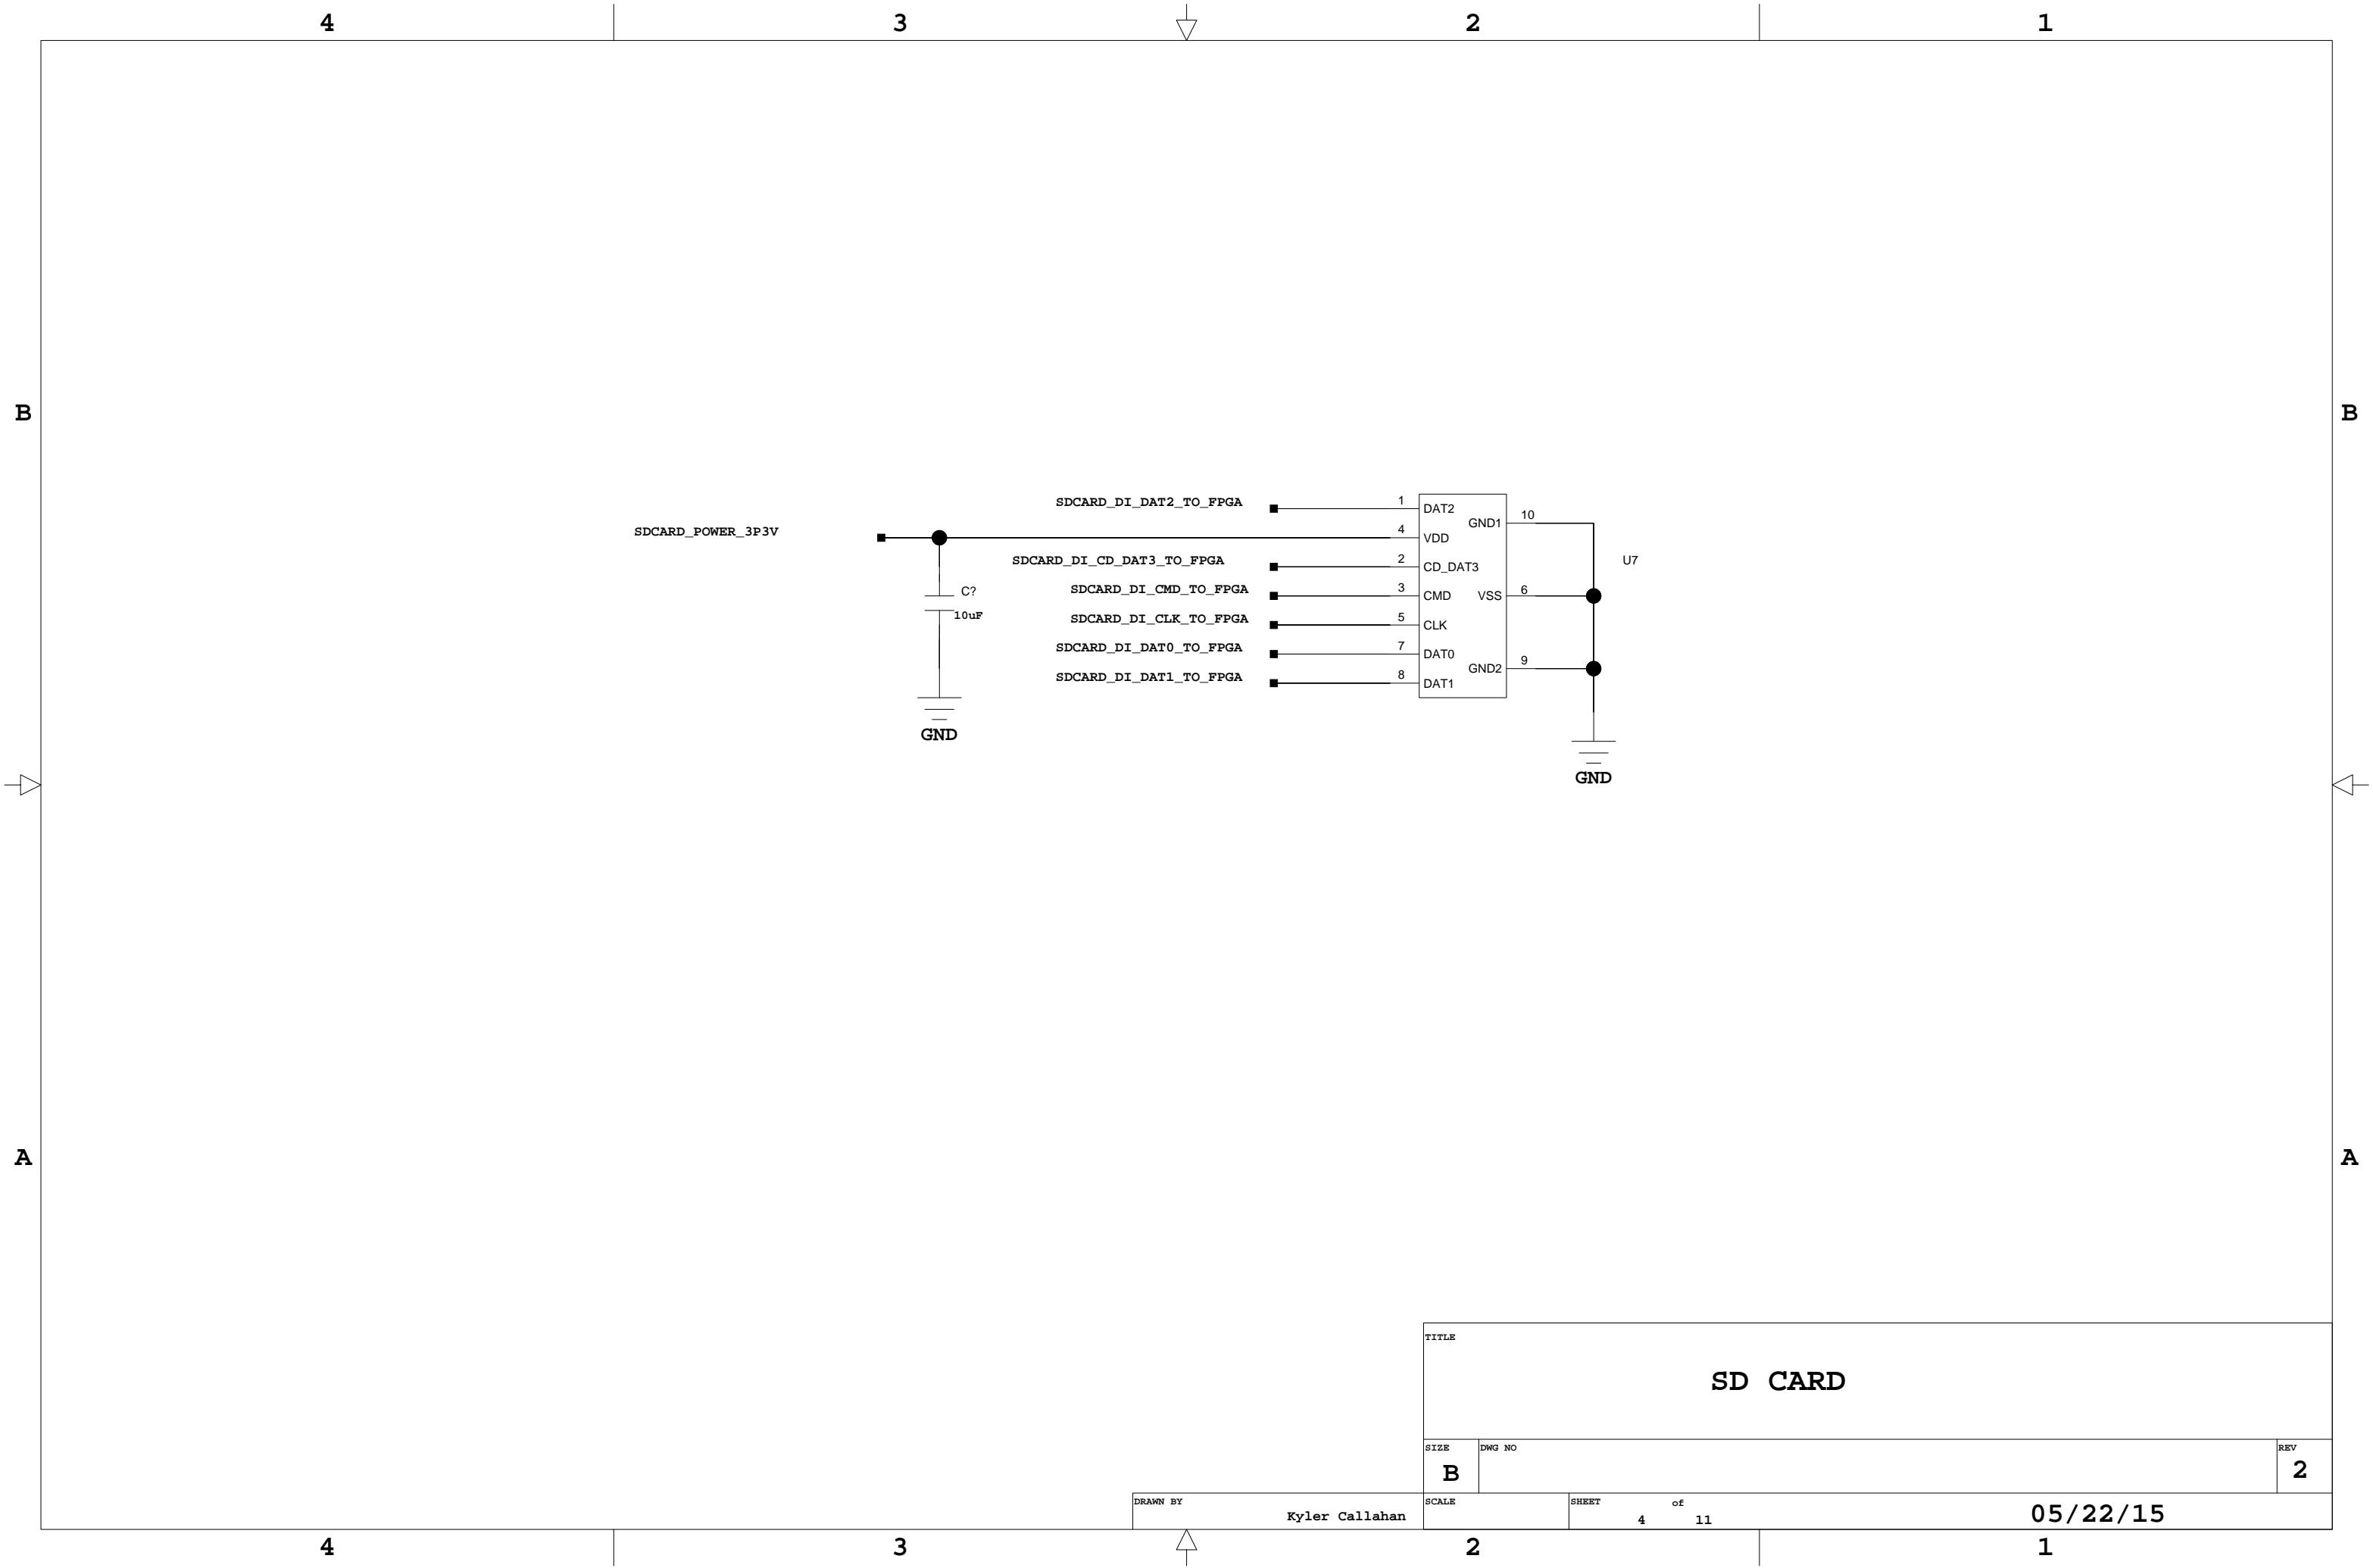 4 3 2 1
B B
SDCARD_DI_DAT2_TO_FPGA 1 DAT2
GND1 10
SDCARD_POWER_3P3V 4 VDD
SDCARD_DI_CD_DAT3_TO_FPGA 2 CD_DAT3 U7
SDCARD_DI_CMD_TO_FPGA 3 CMD VSS 6
C?
10uF
SDCARD_DI_CLK_TO_FPGA 5 CLK
SDCARD_DI_DAT0_TO_FPGA 7 DAT0
GND2 9
SDCARD_DI_DAT1_TO_FPGA 8 DAT1
GND
GND
A A
TITLE
SD CARD
SIZE DWG NO REV
B 2
DRAWN BY SCALE SHEET of
Kyler Callahan 4 11 05/22/15
4 3 2 1